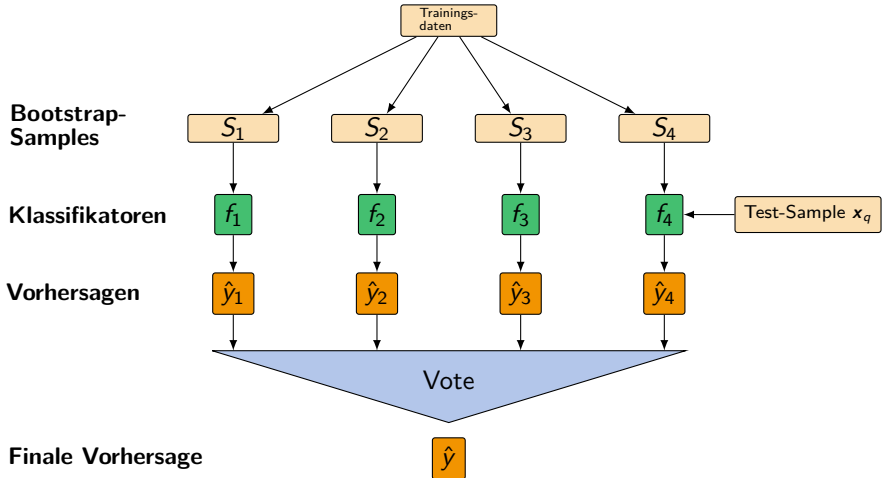 Trainings-
daten
Bootstrap-
Samples
S₁ S₂ S₃ S₄
Klassifikatoren f₁ f₂ f₃ f₄ Test-Sample 𝒙_q
Vorhersagen ŷ₁ ŷ₂ ŷ₃ ŷ₄
Vote
Finale Vorhersage ŷ